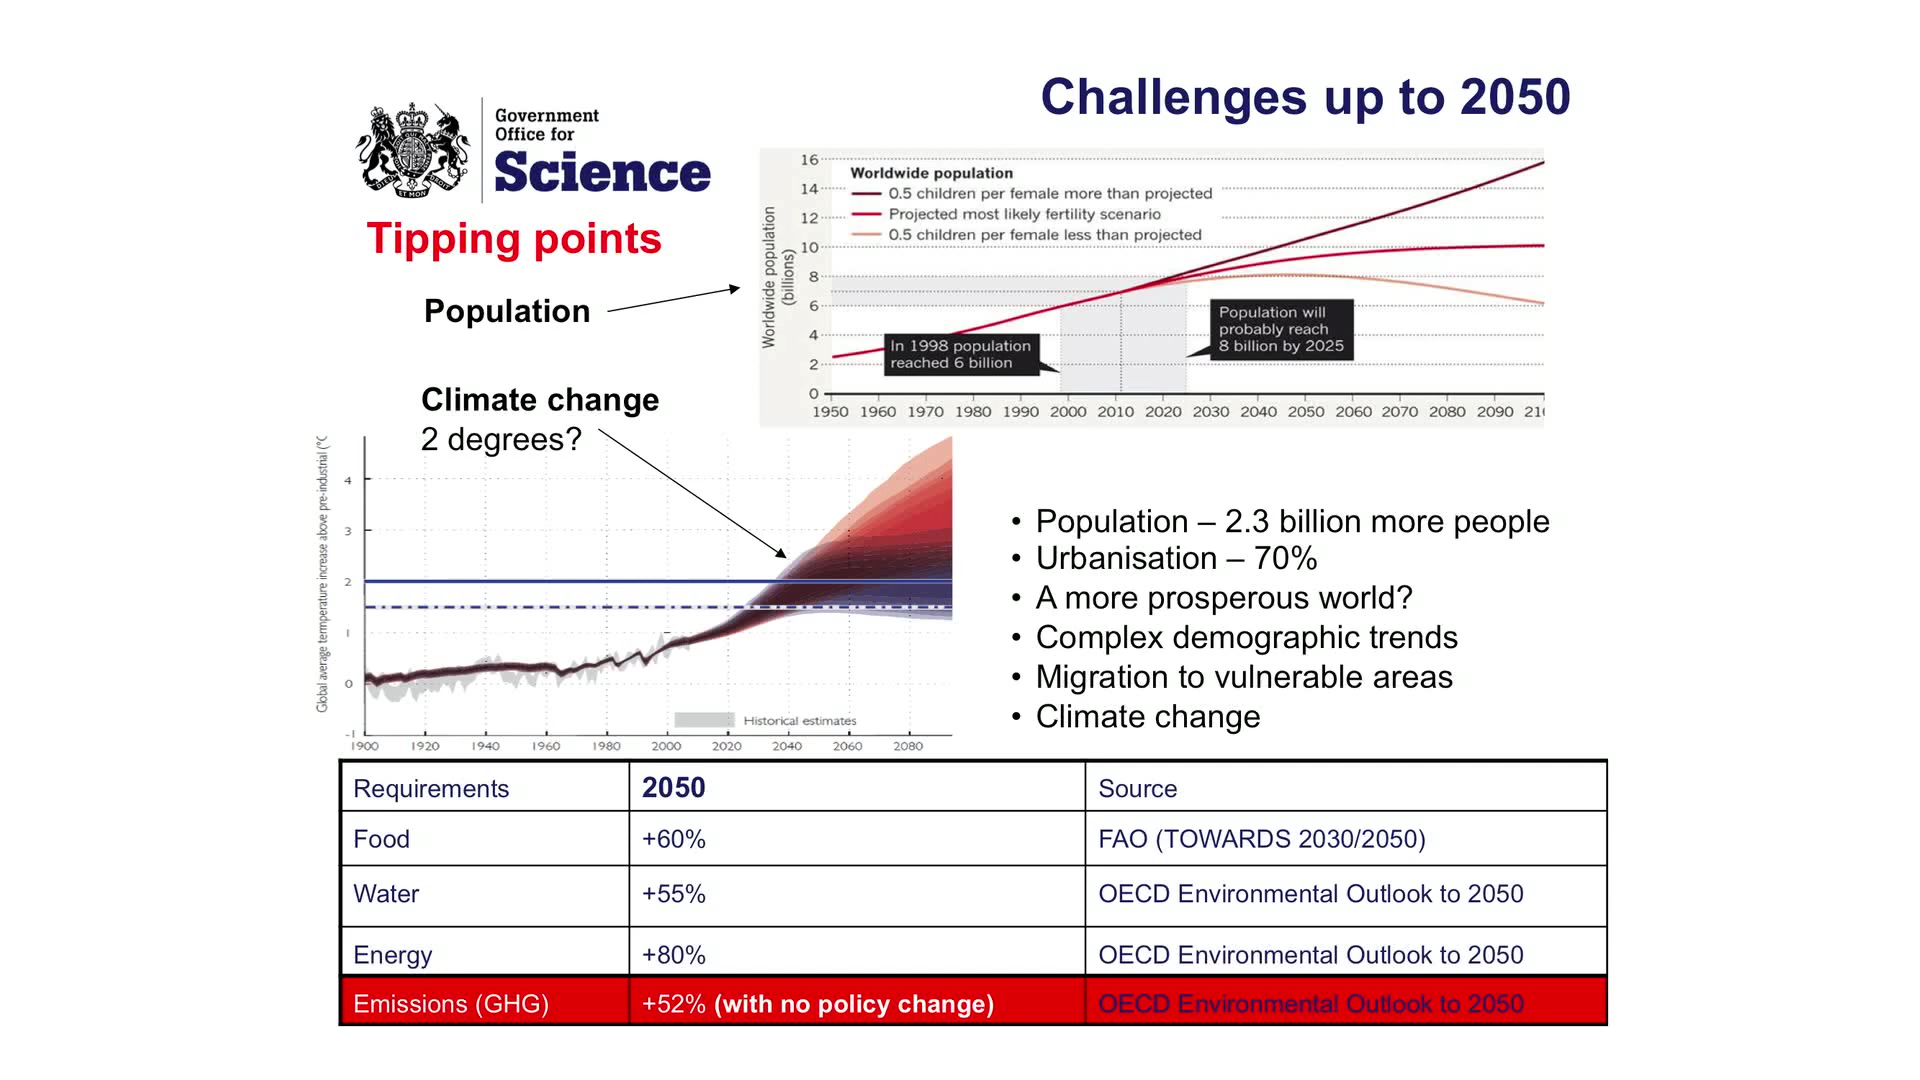 Challenges up to 2050
Government
Office for
Science
Tipping points
Population
Climate change
2 degrees?
Worldwide population
0.5 children per female more than projected
Projected most likely fertility scenario
0.5 children per female less than projected
Worldwide population
(billions)
16
14
12
10
8
6
4
2
0
In 1998 population
reached 6 billion
Population will
probably reach
8 billion by 2025
1950 1960 1970 1980 1990 2000 2010 2020 2030 2040 2050 2060 2070 2080 2090
Global average termperature increase above pre-industrial (°C
4
3
2
1
0
-1
Historical estimates
1900 1920 1940 1960 1980 2000 2020 2040 2060 2080
• Population – 2.3 billion more people
• Urbanisation – 70%
• A more prosperous world?
• Complex demographic trends
• Migration to vulnerable areas
• Climate change
Requirements 2050 Source
Food +60% FAO (TOWARDS 2030/2050)
Water +55% OECD Environmental Outlook to 2050
Energy +80% OECD Environmental Outlook to 2050
Emissions (GHG) +52% (with no policy change) OECD Environmental Outlook to 2050